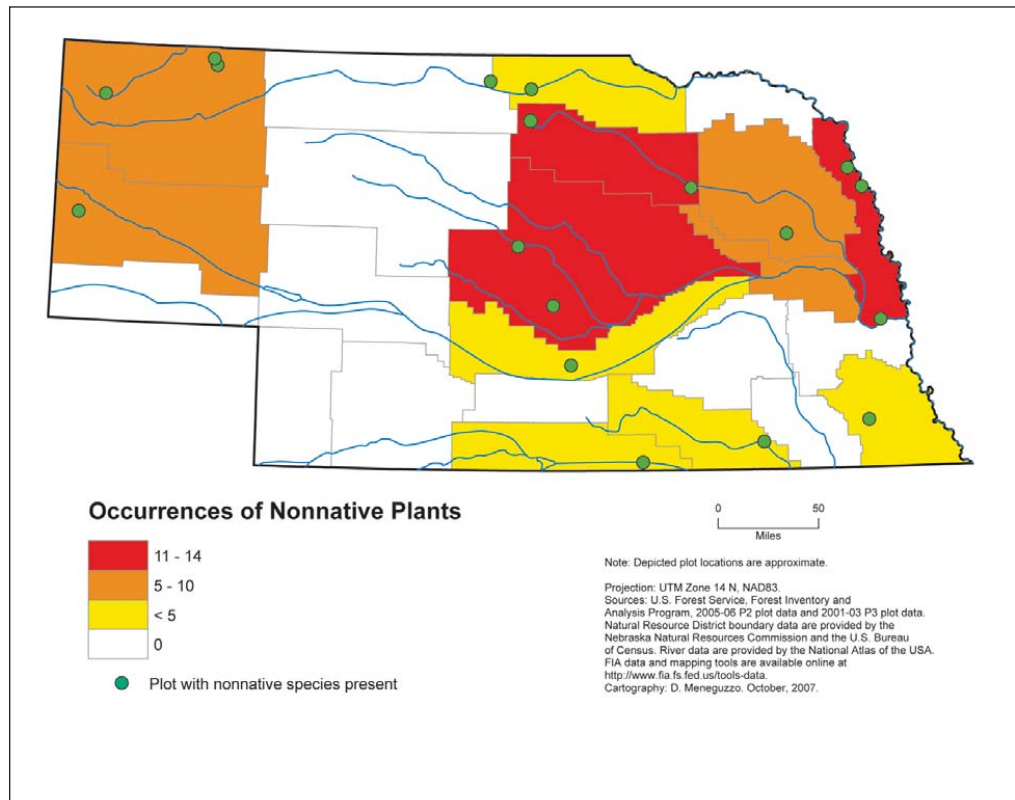 Occurrences of Nonnative Plants
11 - 14
5 - 10
< 5
0
Plot with nonnative species present
0 50
Miles
Note: Depicted plot locations are approximate.
Projection: UTM Zone 14 N, NAD83.
Sources: U.S. Forest Service, Forest Inventory and
Analysis Program, 2005-06 P2 plot data and 2001-03 P3 plot data.
Natural Resource District boundary data are provided by the
Nebraska Natural Resources Commission and the U.S. Bureau
of Census. River data are provided by the National Atlas of the USA.
FIA data and mapping tools are available online at
http://www.fia.fs.fed.us/tools-data.
Cartography: D. Meneguzzo. October, 2007.